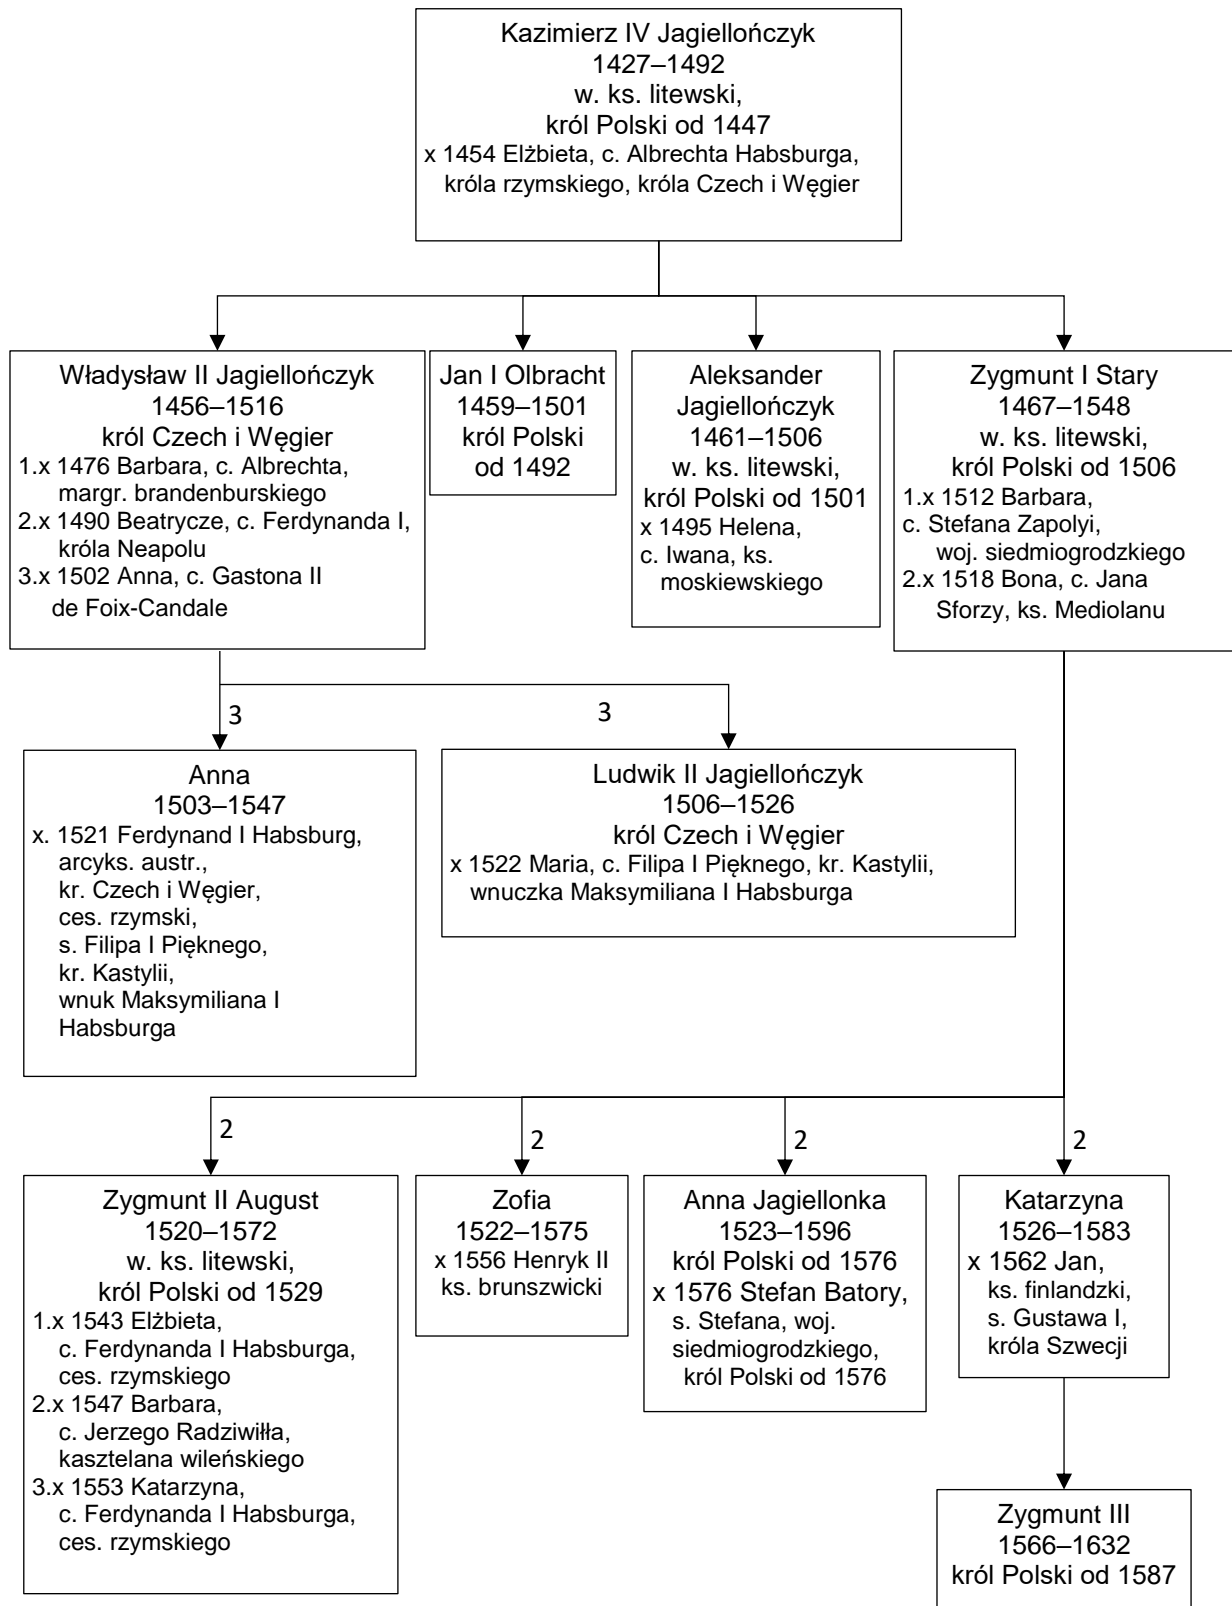 Kazimierz IV Jagiellończyk
1427–1492
w. ks. litewski,
król Polski od 1447
x 1454 Elżbieta, c. Albrechta Habsburga,
króla rzymskiego, króla Czech i Węgier
Władysław II Jagiellończyk
1456–1516
król Czech i Węgier
1.x 1476 Barbara, c. Albrechta,
margr. brandenburskiego
2.x 1490 Beatrycze, c. Ferdynanda I,
króla Neapolu
3.x 1502 Anna, c. Gastona II
de Foix-Candale
Jan I Olbracht
1459–1501
król Polski
od 1492
Aleksander
Jagiellończyk
1461–1506
w. ks. litewski,
król Polski od 1501
x 1495 Helena,
c. Iwana, ks.
moskiewskiego
Zygmunt I Stary
1467–1548
w. ks. litewski,
król Polski od 1506
1.x 1512 Barbara,
c. Stefana Zapolyi,
woj. siedmiogrodzkiego
2.x 1518 Bona, c. Jana
Sforzy, ks. Mediolanu
3
3
Anna
1503–1547
x. 1521 Ferdynand I Habsburg,
arcyks. austr.,
kr. Czech i Węgier,
ces. rzymski,
s. Filipa I Pięknego,
kr. Kastylii,
wnuk Maksymiliana I
Habsburga
Ludwik II Jagiellończyk
1506–1526
król Czech i Węgier
x 1522 Maria, c. Filipa I Pięknego, kr. Kastylii,
wnuczka Maksymiliana I Habsburga
2
2
2
2
Zygmunt II August
1520–1572
w. ks. litewski,
król Polski od 1529
1.x 1543 Elżbieta,
c. Ferdynanda I Habsburga,
ces. rzymskiego
2.x 1547 Barbara,
c. Jerzego Radziwiłła,
kasztelana wileńskiego
3.x 1553 Katarzyna,
c. Ferdynanda I Habsburga,
ces. rzymskiego
Zofia
1522–1575
x 1556 Henryk II
ks. brunszwicki
Anna Jagiellonka
1523–1596
król Polski od 1576
x 1576 Stefan Batory,
s. Stefana, woj.
siedmiogrodzkiego,
król Polski od 1576
Katarzyna
1526–1583
x 1562 Jan,
ks. finlandzki,
s. Gustawa I,
króla Szwecji
Zygmunt III
1566–1632
król Polski od 1587